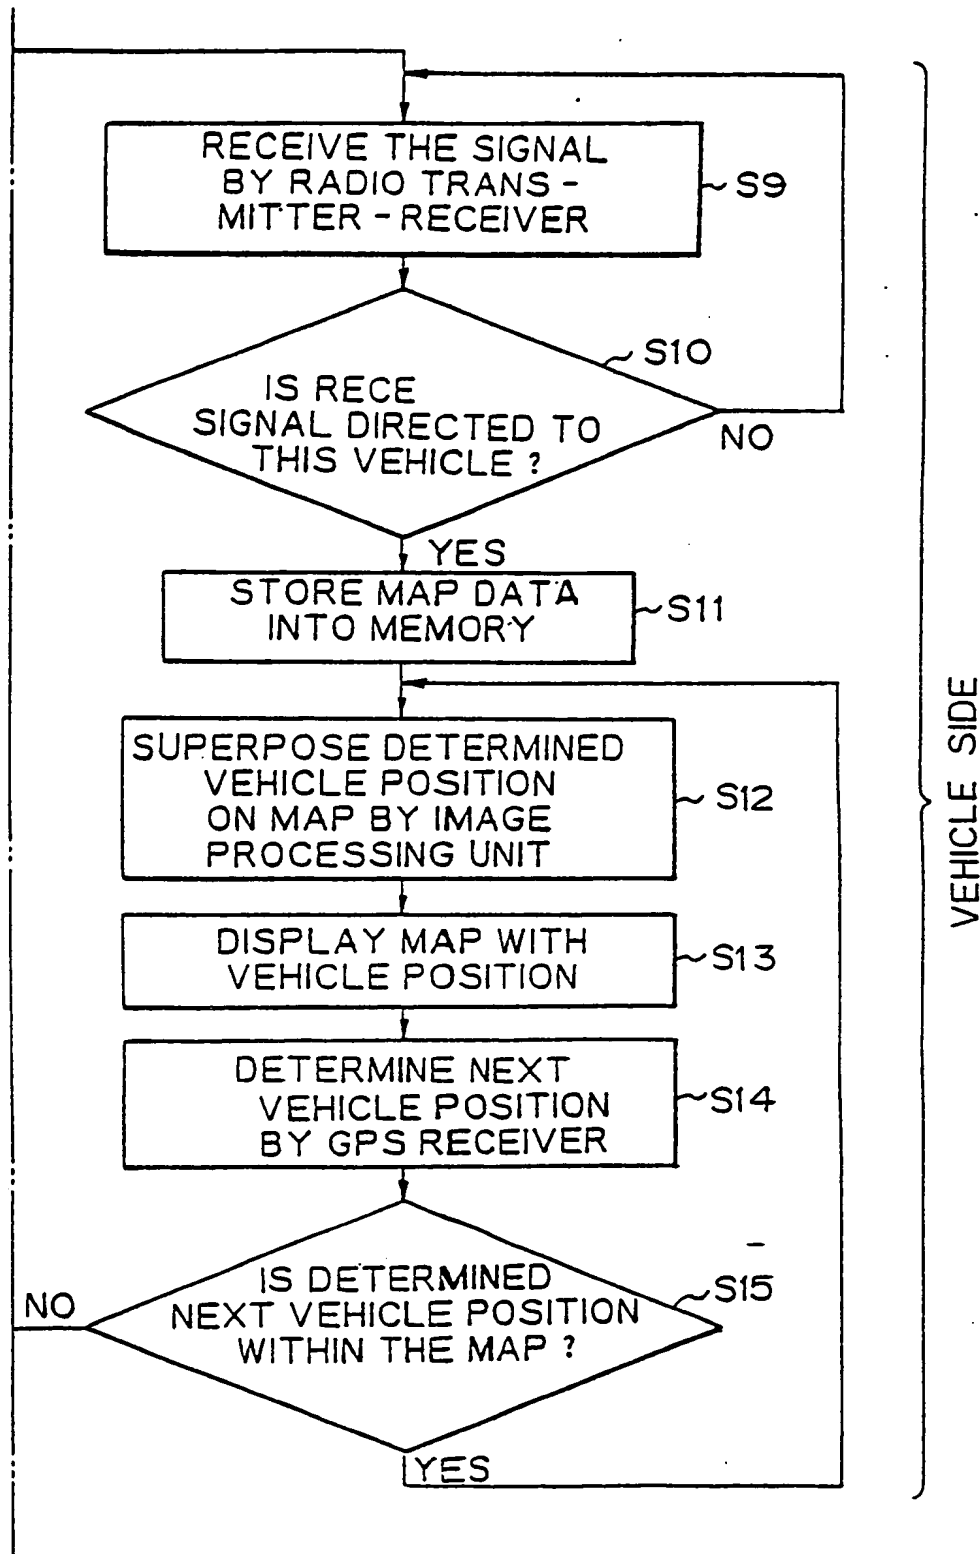 RECEIVE THE SIGNAL
BY RADIO TRANS -
MITTER - RECEIVER
S9
S10
IS RECE
SIGNAL DIRECTED TO
THIS VEHICLE ?
NO
YES
STORE MAP DATA
INTO MEMORY
S11
SUPERPOSE DETERMINED
VEHICLE POSITION
ON MAP BY IMAGE
PROCESSING UNIT
S12
DISPLAY MAP WITH
VEHICLE POSITION
S13
DETERMINE NEXT
VEHICLE POSITION
BY GPS RECEIVER
S14
IS DETERMINED
NEXT VEHICLE POSITION
WITHIN THE MAP ?
S15
NO
YES
VEHICLE SIDE